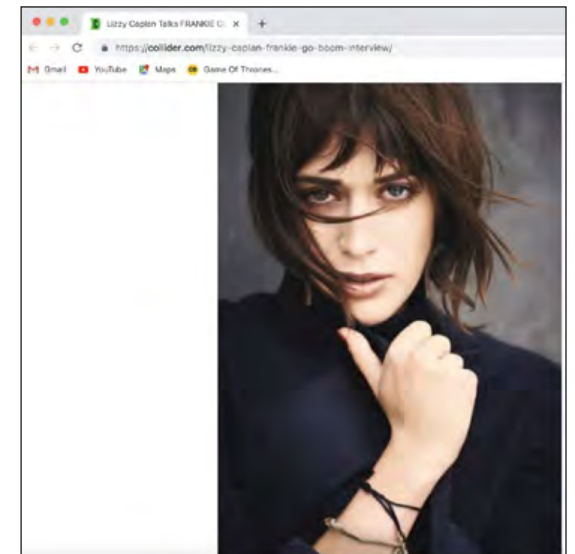 Lizzy Caplan Talks FRANKIE G
https://collider.com/lizzy-caplan-frankie-go-boom-interview/
Gmail YouTube Maps Game Of Thrones...